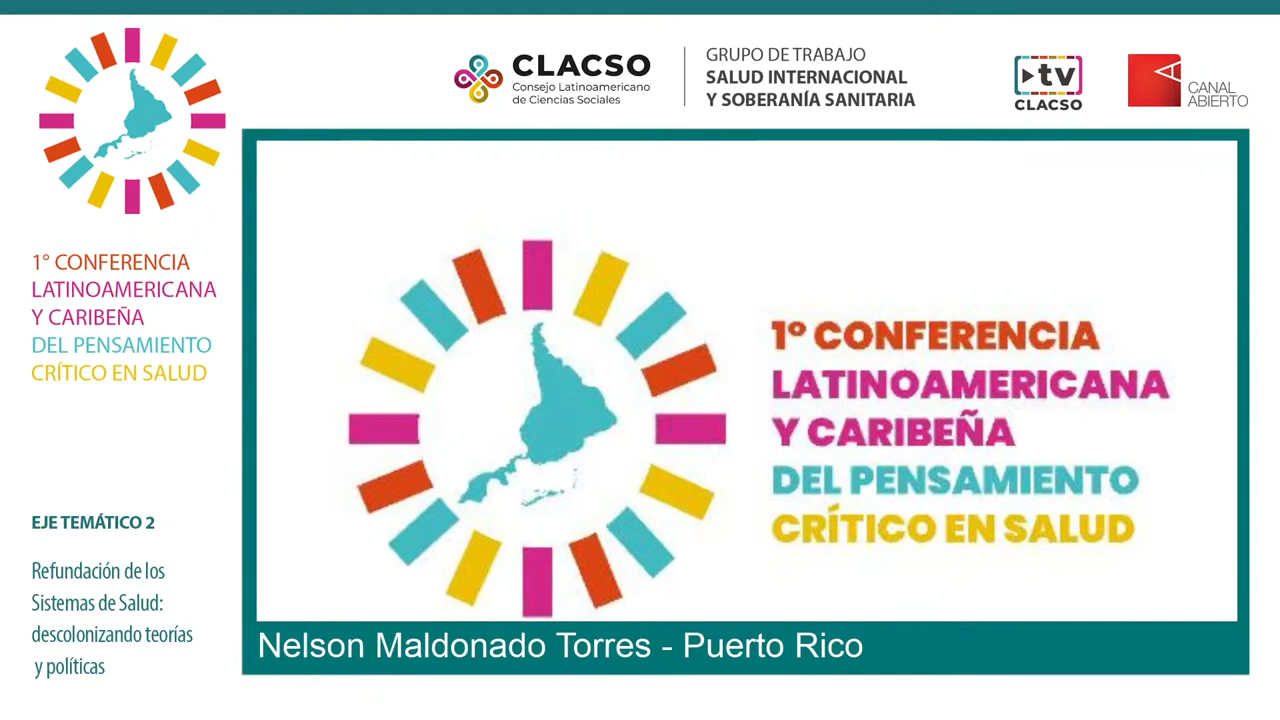 CLACSO
Consejo Latinoamericano
de Ciencias Sociales
GRUPO DE TRABAJO
SALUD INTERNACIONAL
Y SOBERANÍA SANITARIA
tv
CLACSO
A
CANAL
ABIERTO
1° CONFERENCIA
LATINOAMERICANA
Y CARIBEÑA
DEL PENSAMIENTO
CRÍTICO EN SALUD
EJE TEMÁTICO 2
Refundación de los
Sistemas de Salud:
descolonizando teorías
y políticas
1º CONFERENCIA
LATINOAMERICANA
Y CARIBEÑA
DEL PENSAMIENTO
CRÍTICO EN SALUD
Nelson Maldonado Torres - Puerto Rico